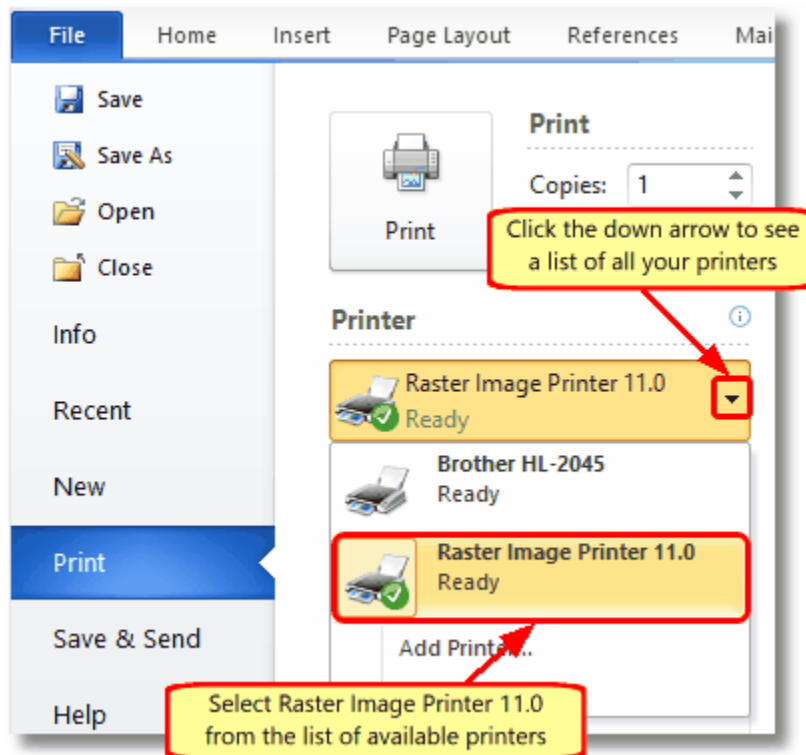 File Home Insert Page Layout References Mai
Save
Save As
Open
Close
Info
Recent
New
Print
Save & Send
Help
Print
Print
Copies: 1
Click the down arrow to see
a list of all your printers
Printer
Raster Image Printer 11.0
Ready
Brother HL-2045
Ready
Raster Image Printer 11.0
Ready
Add Printer...
Select Raster Image Printer 11.0
from the list of available printers